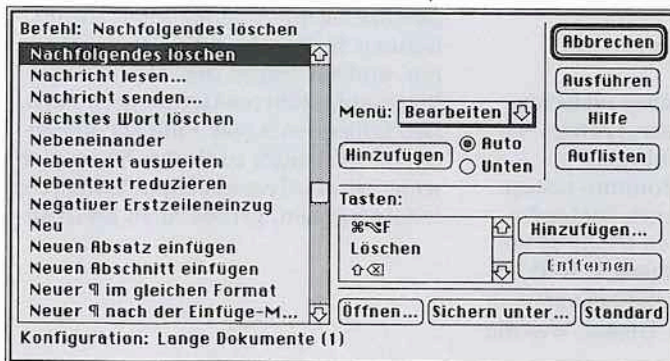 Befehl: Nachfolgendes löschen
Nachfolgendes löschen
Nachricht lesen...
Nachricht senden...
Nächstes Wort löschen
Nebeneinander
Nebentext ausweiten
Nebentext reduzieren
Negativer Erstzeileneinzug
Neu
Neuen Absatz einfügen
Neuen Abschnitt einfügen
Neuer ¶ im gleichen Format
Neuer ¶ nach der Einfüge-M...
Konfiguration: Lange Dokumente (1)
Menü: Bearbeiten
Hinzufügen
Auto
Unten
Tasten:
⌘⌥F
Löschen
⇧⌫
Abbrechen
Ausführen
Hilfe
Auflisten
Hinzufügen...
Entfernen
Öffnen...
Sichern unter...
Standard